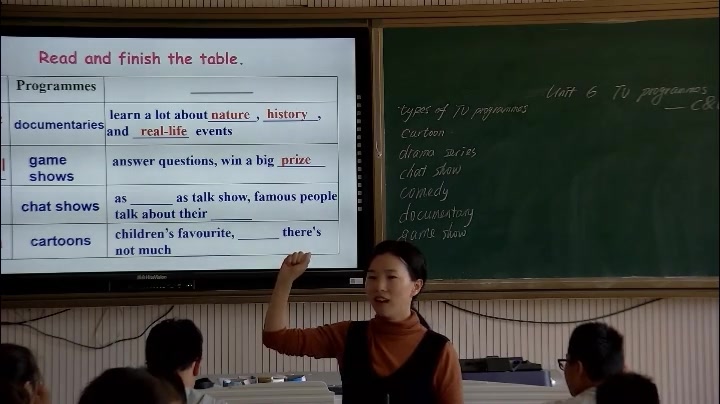 Read and finish the table.
Programmes
documentaries
learn a lot about nature, history,
and real-life events
game
shows
answer questions, win a big prize
chat shows
as ______ as talk show, famous people
talk about their ______
cartoons
children's favourite, ______ there's
not much
Unit 6 TV programmes
types of TV programmes
cartoon
drama series
chat show
comedy
documentary
game show